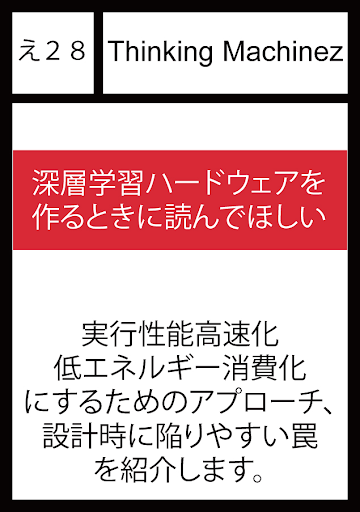 え２８
Thinking Machinez
深層学習ハードウェアを
作るときに読んでほしい
実行性能高速化
低エネルギー消費化
にするためのアプローチ、
設計時に陥りやすい罠
を紹介します。